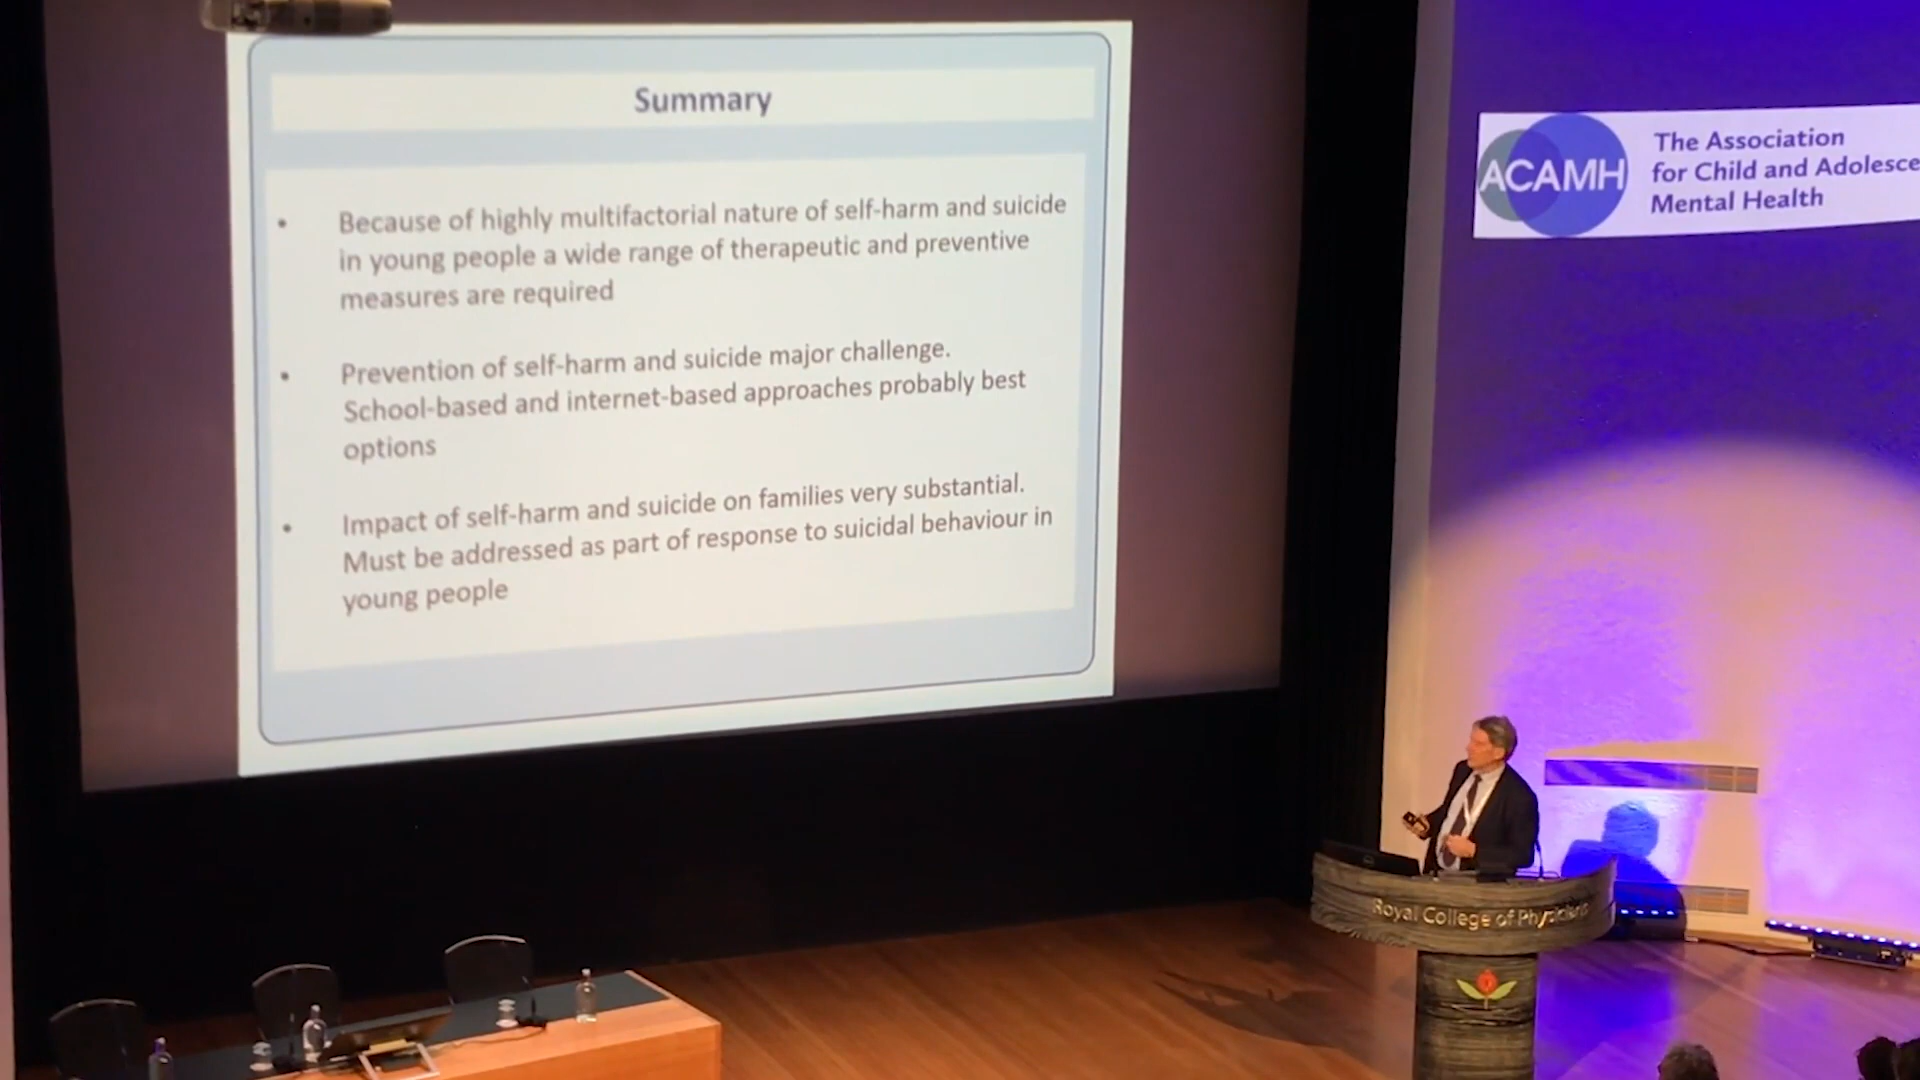 Summary
• Because of highly multifactorial nature of self-harm and suicide
in young people a wide range of therapeutic and preventive
measures are required
• Prevention of self-harm and suicide major challenge.
School-based and internet-based approaches probably best
options
• Impact of self-harm and suicide on families very substantial.
Must be addressed as part of response to suicidal behaviour in
young people
ACAMH
The Association
for Child and Adolesce
Mental Health
Royal College of Physicians